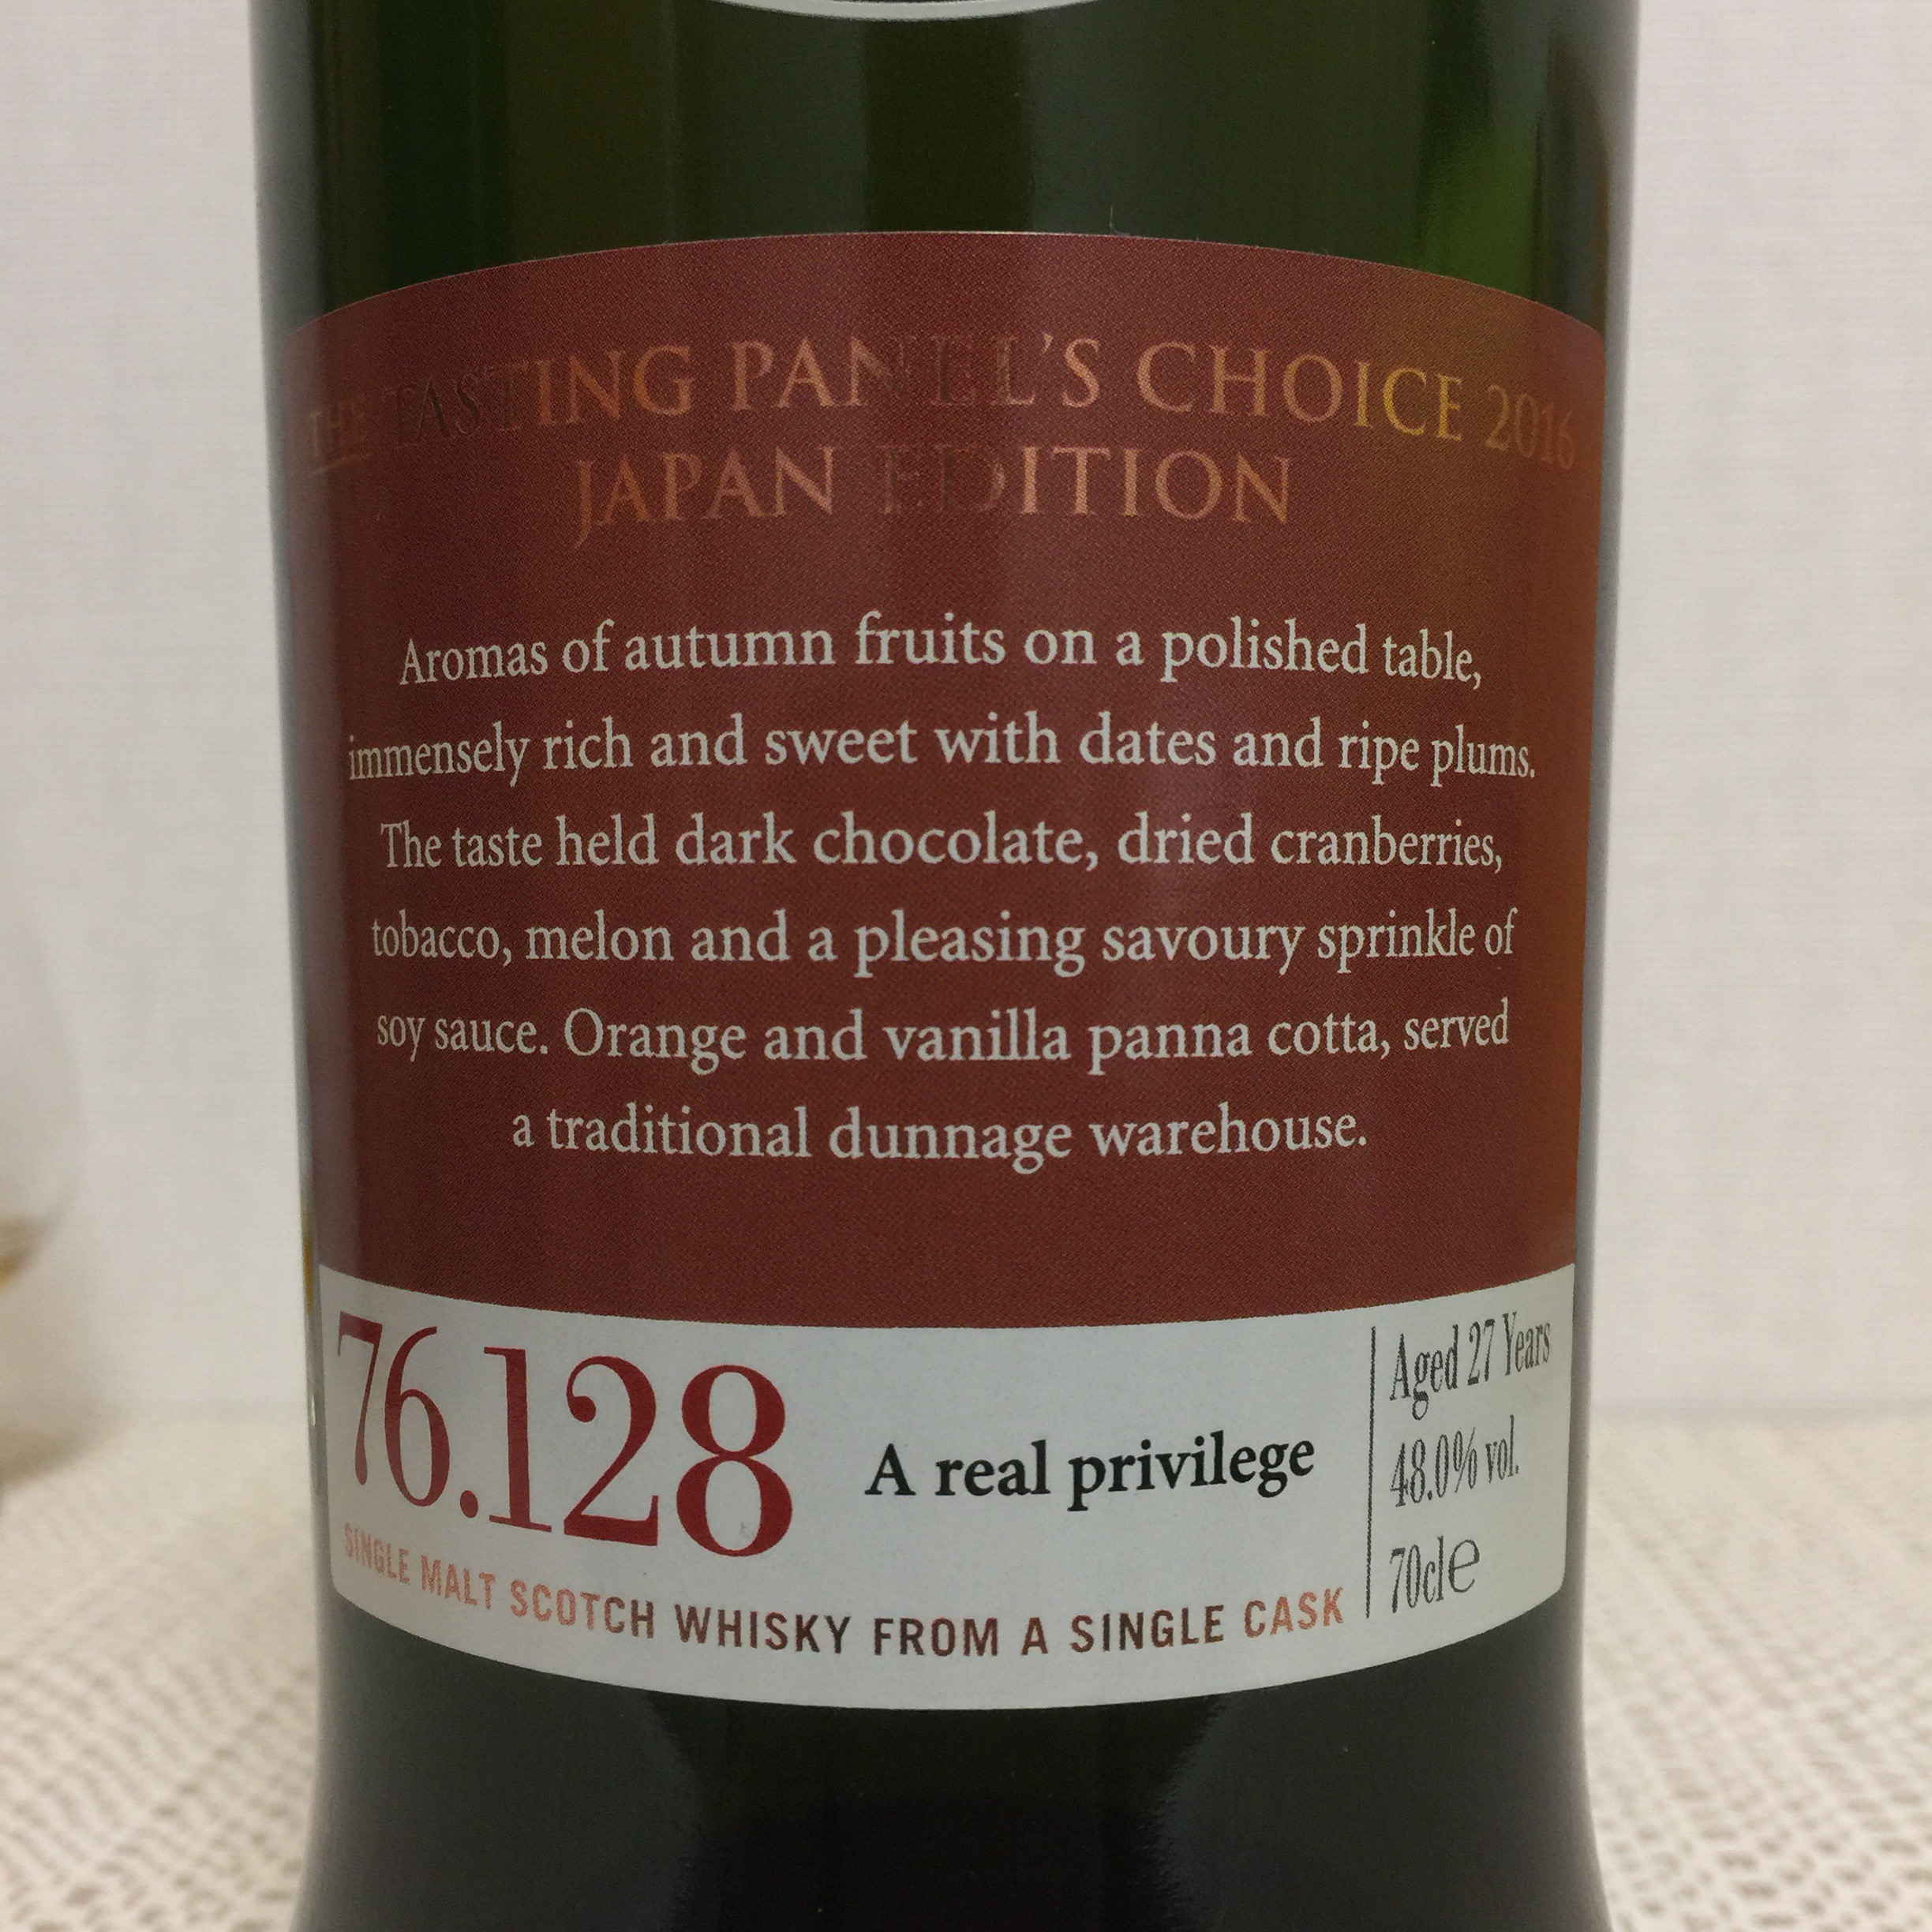 THE TASTING PANEL'S CHOICE 2016
JAPAN EDITION
Aromas of autumn fruits on a polished table,
immensely rich and sweet with dates and ripe plums.
The taste held dark chocolate, dried cranberries,
tobacco, melon and a pleasing savoury sprinkle of
soy sauce. Orange and vanilla panna cotta, served
a traditional dunnage warehouse.
76.128
A real privilege
SINGLE MALT SCOTCH WHISKY FROM A SINGLE CASK
Aged 27 Years
48.0% vol.
70cl℮